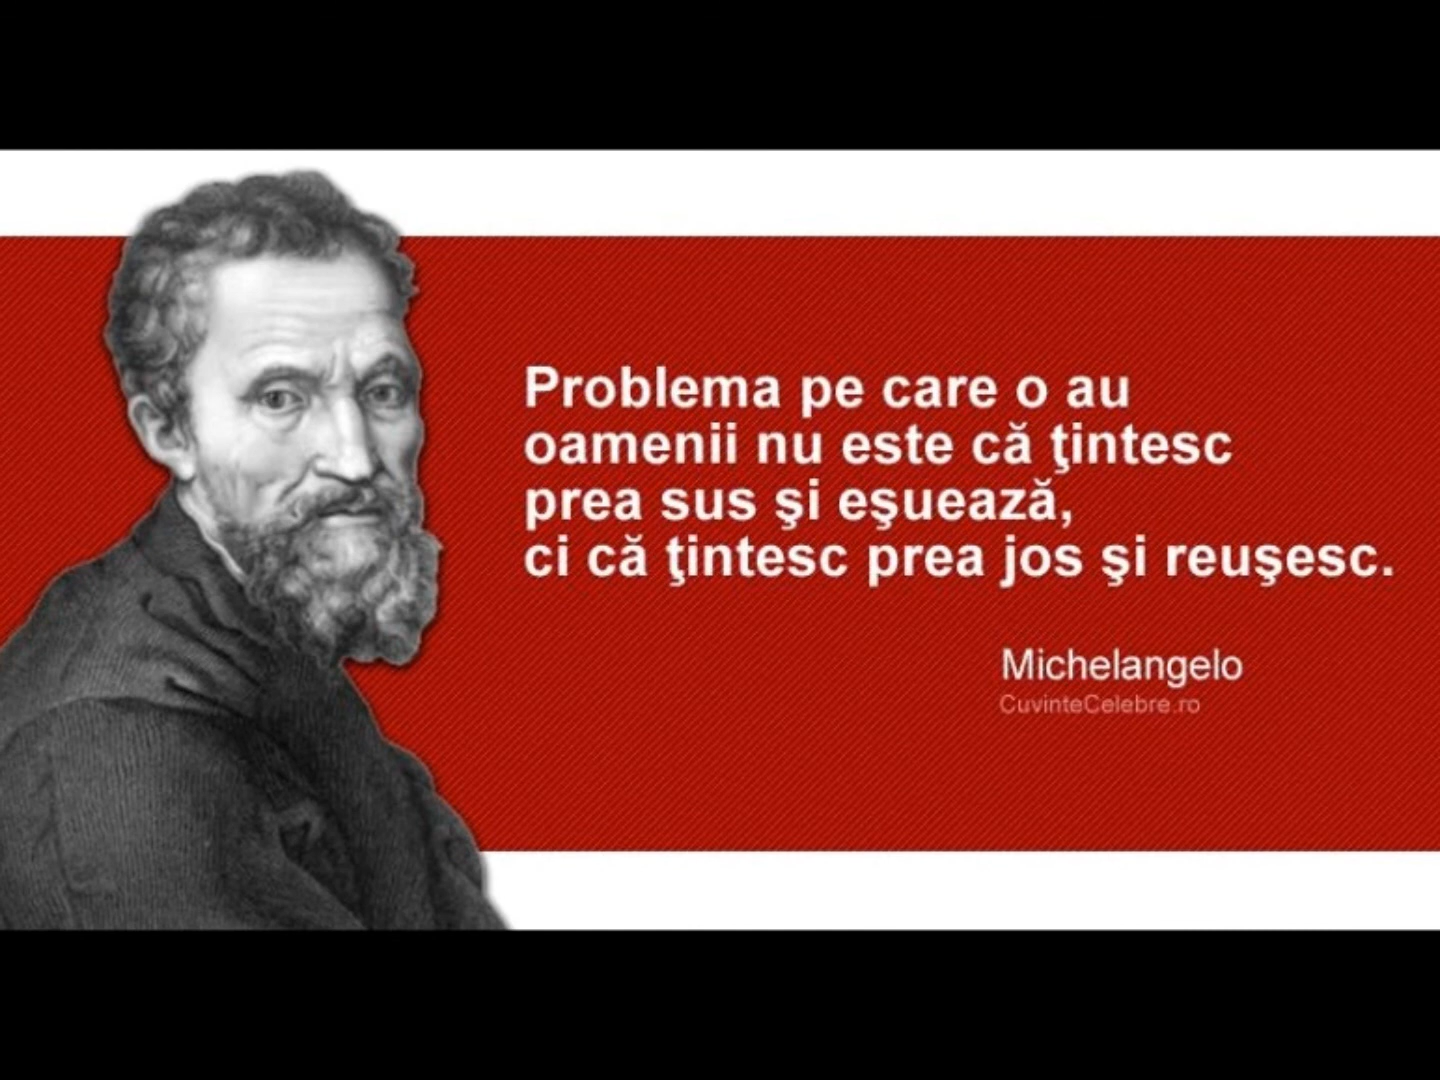 Problema pe care o au
oamenii nu este că ţintesc
prea sus şi eşuează,
ci că ţintesc prea jos şi reuşesc.
Michelangelo
CuvinteCelebre.ro